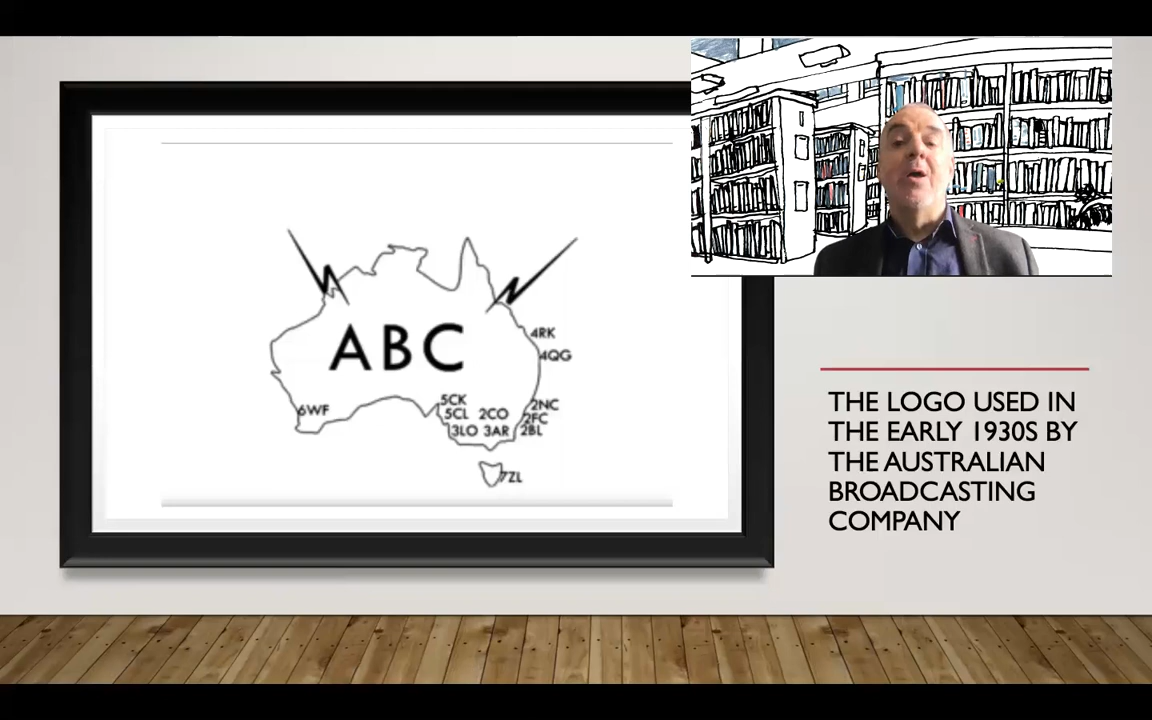 ABC
4RK
4QG
6WF
5CK
5CL 2CO
3LO 3AR
2NC
2FC
2BL
7ZL
THE LOGO USED IN
THE EARLY 1930S BY
THE AUSTRALIAN
BROADCASTING
COMPANY